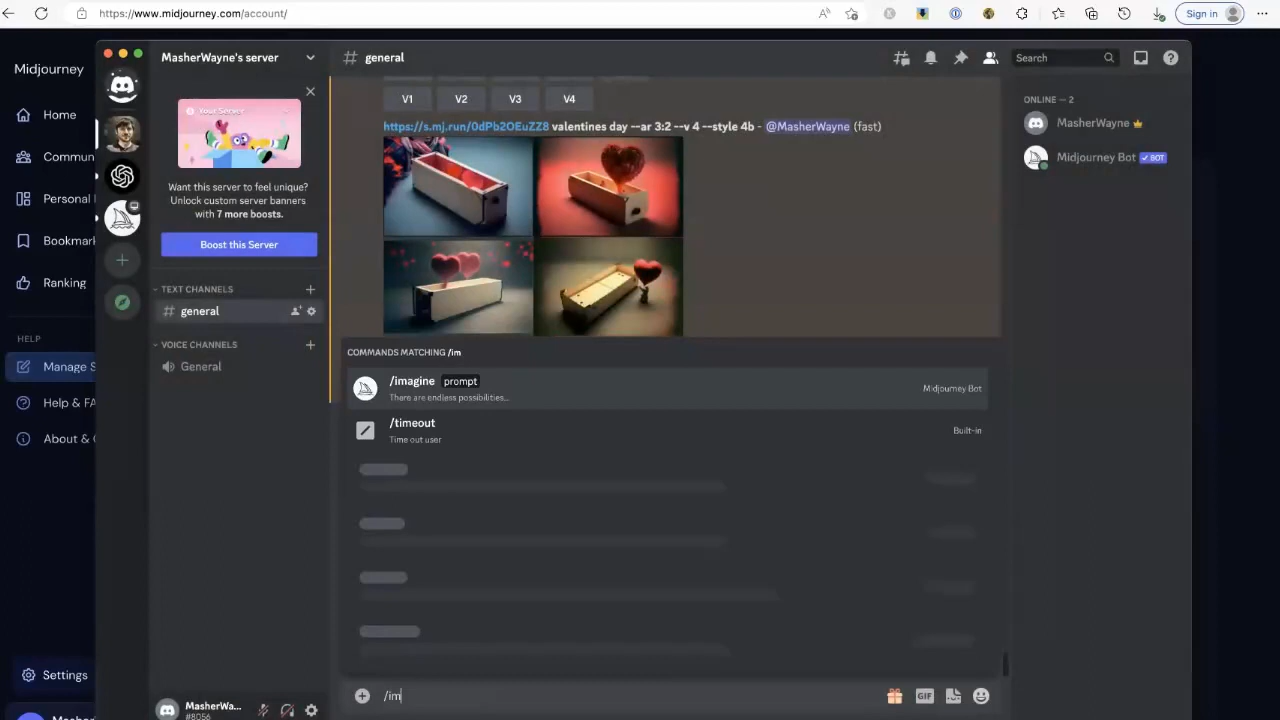 https://www.midjourney.com/account/
Sign in
Midjourney
Home
Commun
Personal
Bookmar
Ranking
HELP
Manage S
Help & FA
About &
Settings
MasherWayne's server
Your Server
Want this server to feel unique?
Unlock custom server banners
with 7 more boosts.
Boost this Server
TEXT CHANNELS
general
VOICE CHANNELS
General
MasherWa...
#8056
general
Search
V1 V2 V3 V4
https://s.mj.run/0dPb2OEuZZ8 valentines day --ar 3:2 --v 4 --style 4b - @MasherWayne (fast)
COMMANDS MATCHING /im
/imagine prompt
There are endless possibilities...
Midjourney Bot
/timeout
Time out user
Built-in
/im
GIF
ONLINE — 2
MasherWayne
Midjourney Bot BOT